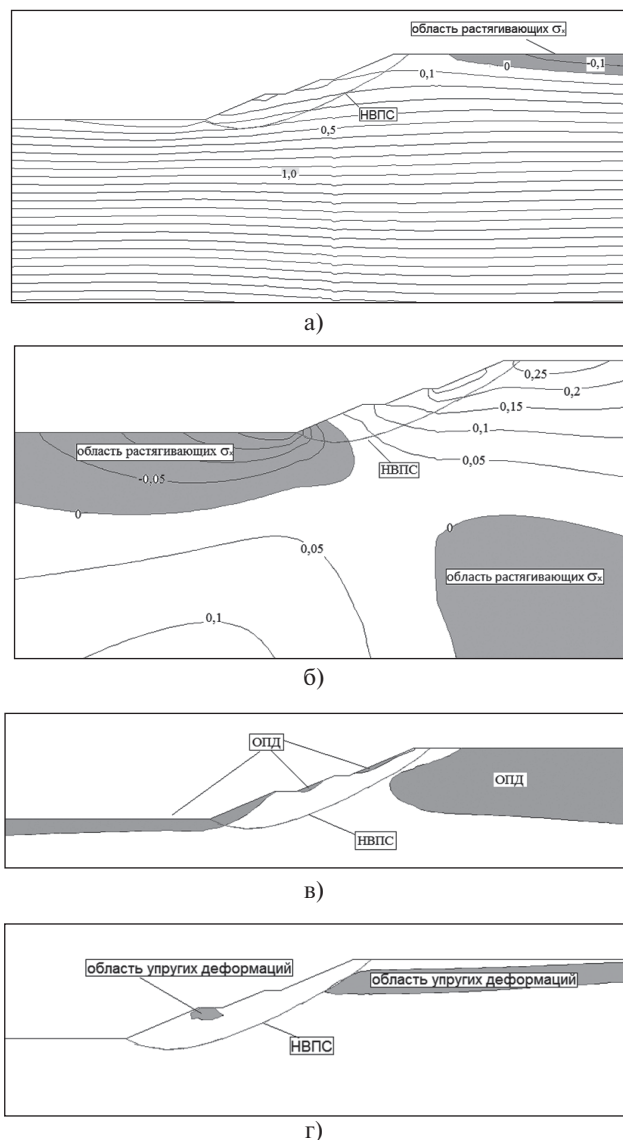 область растягивающих σₓ
0
-0,1
0,1
НВПС
0,5
1,0
а)
0,25
0,2
0,15
0,1
0,05
область растягивающих σₓ
НВПС
-0,05
0
0
0,05
область растягивающих σₓ
0,1
б)
ОПД
ОПД
НВПС
в)
область упругих деформаций
область упругих деформаций
НВПС
г)